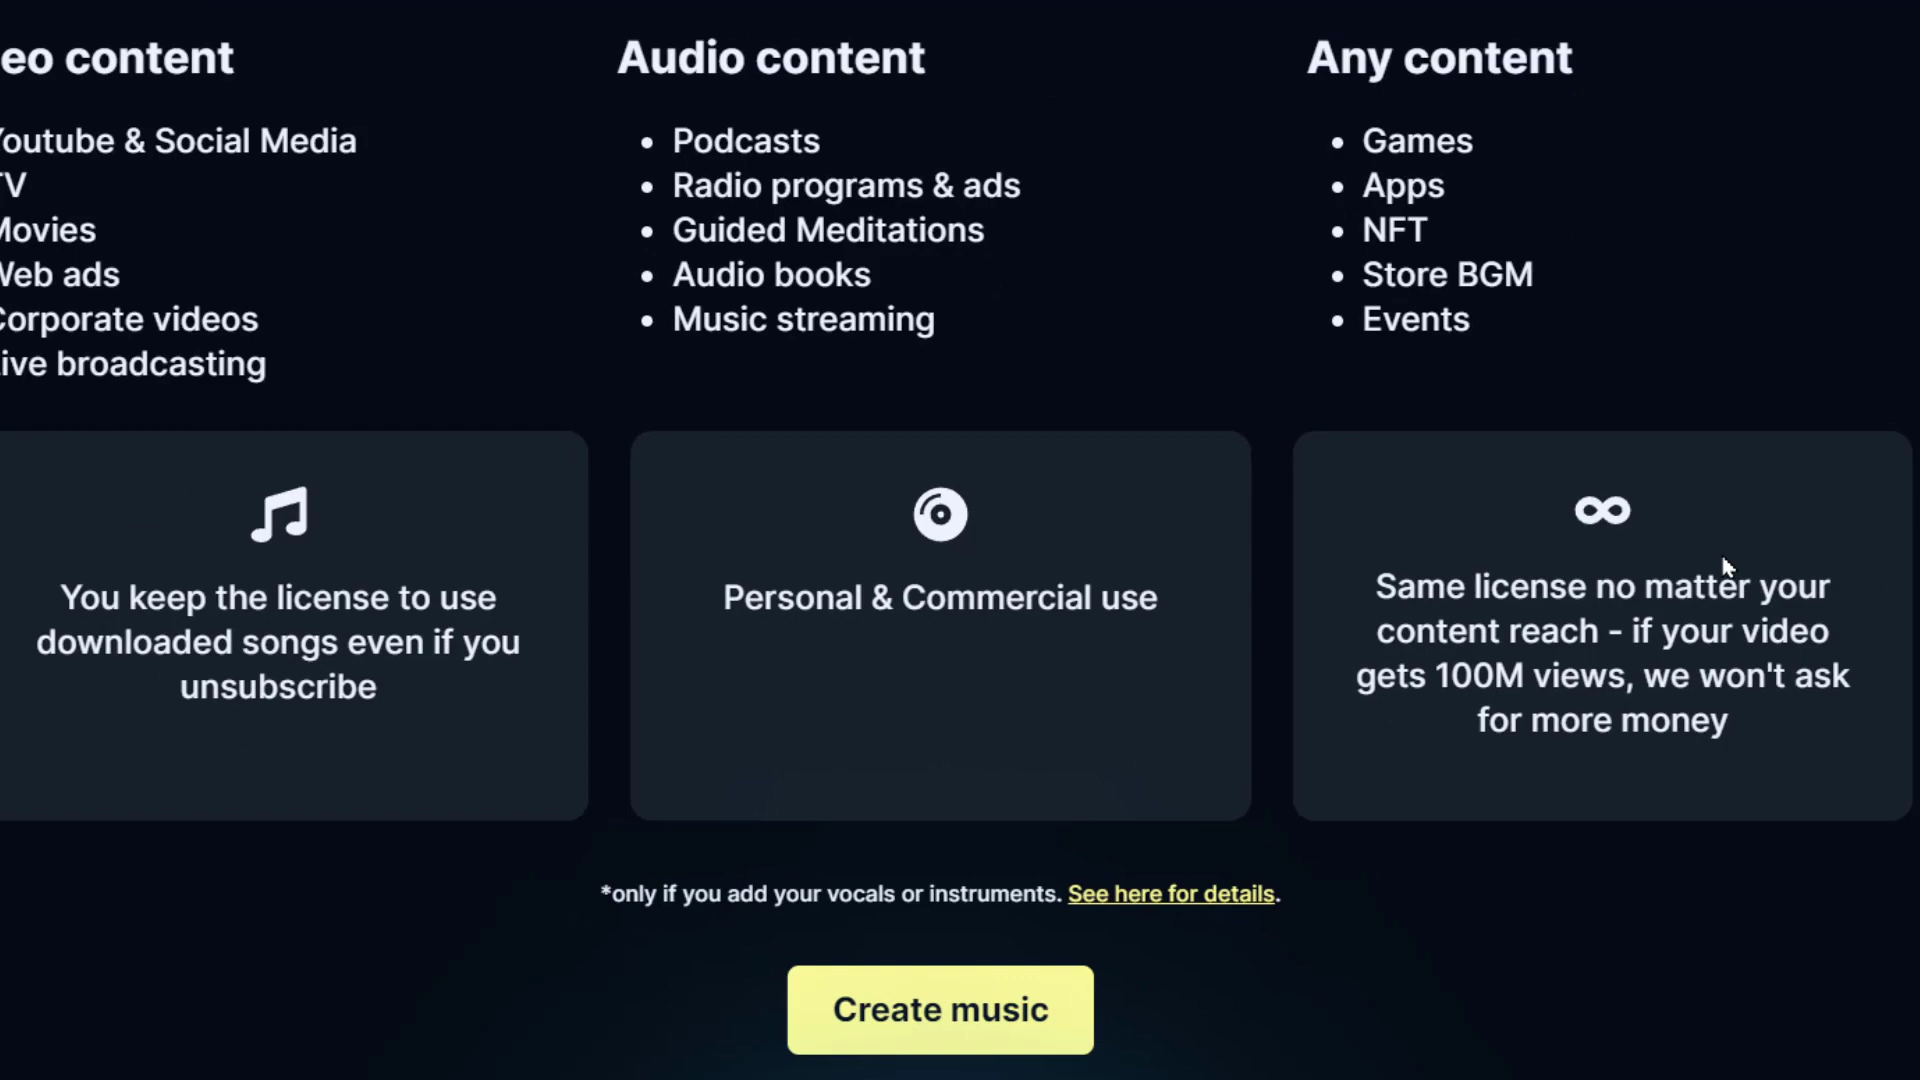 eo content
Youtube & Social Media
TV
Movies
Web ads
Corporate videos
Live broadcasting
Audio content
Podcasts
Radio programs & ads
Guided Meditations
Audio books
Music streaming
Any content
Games
Apps
NFT
Store BGM
Events
You keep the license to use
downloaded songs even if you
unsubscribe
Personal & Commercial use
Same license no matter your
content reach - if your video
gets 100M views, we won't ask
for more money
*only if you add your vocals or instruments. See here for details.
Create music